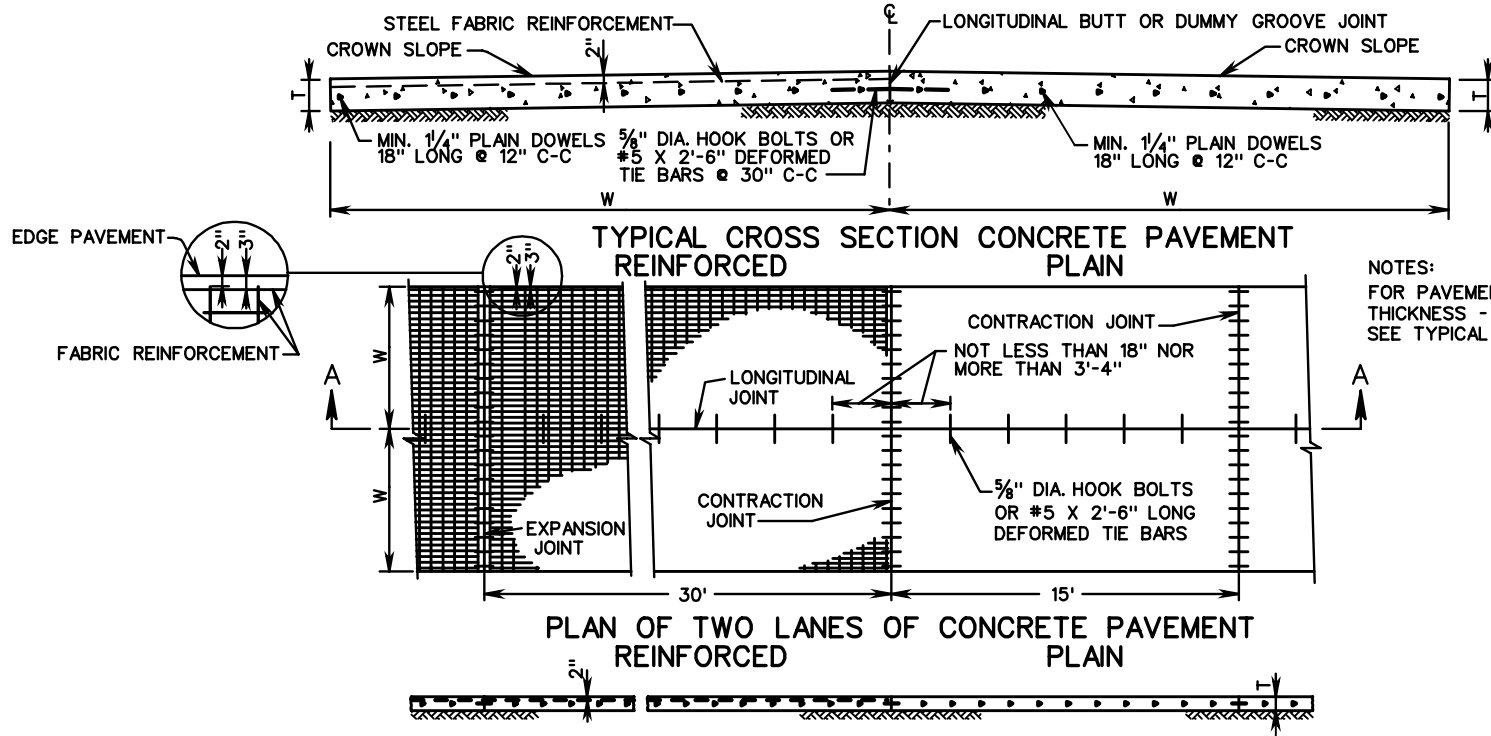 STEEL FABRIC REINFORCEMENT
2"
CROWN SLOPE
℄
LONGITUDINAL BUTT OR DUMMY GROOVE JOINT
CROWN SLOPE
T
T
MIN. 1 1/4" PLAIN DOWELS
18" LONG @ 12" C-C
5/8" DIA. HOOK BOLTS OR
#5 X 2'-6" DEFORMED
TIE BARS @ 30" C-C
MIN. 1 1/4" PLAIN DOWELS
18" LONG @ 12" C-C
W
W
TYPICAL CROSS SECTION CONCRETE PAVEMENT
REINFORCED PLAIN
EDGE PAVEMENT
2"
3"
2"
3"
FABRIC REINFORCEMENT
NOTES:
FOR PAVEMEN
THICKNESS -
SEE TYPICAL
CONTRACTION JOINT
NOT LESS THAN 18" NOR
MORE THAN 3'-4"
W
LONGITUDINAL
JOINT
A
A
W
CONTRACTION
JOINT
5/8" DIA. HOOK BOLTS
OR #5 X 2'-6" LONG
DEFORMED TIE BARS
EXPANSION
JOINT
30'
15'
PLAN OF TWO LANES OF CONCRETE PAVEMENT
REINFORCED PLAIN
2"
T